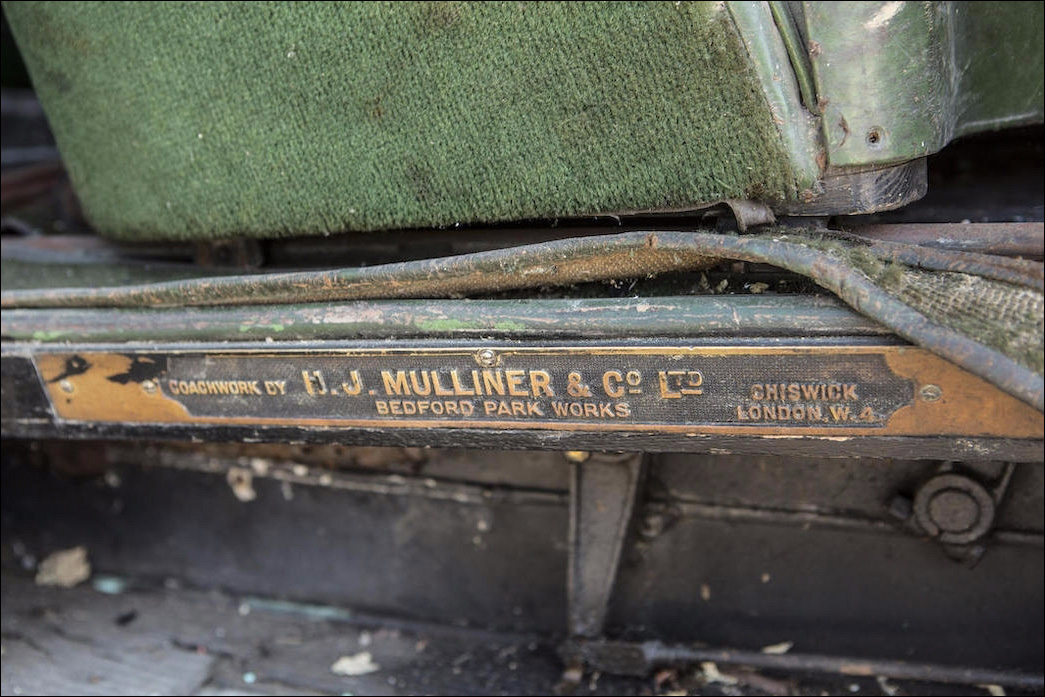 COACHWORK BY H. J. MULLINER & Cº LTD
BEDFORD PARK WORKS
CHISWICK
LONDON. W. 4.